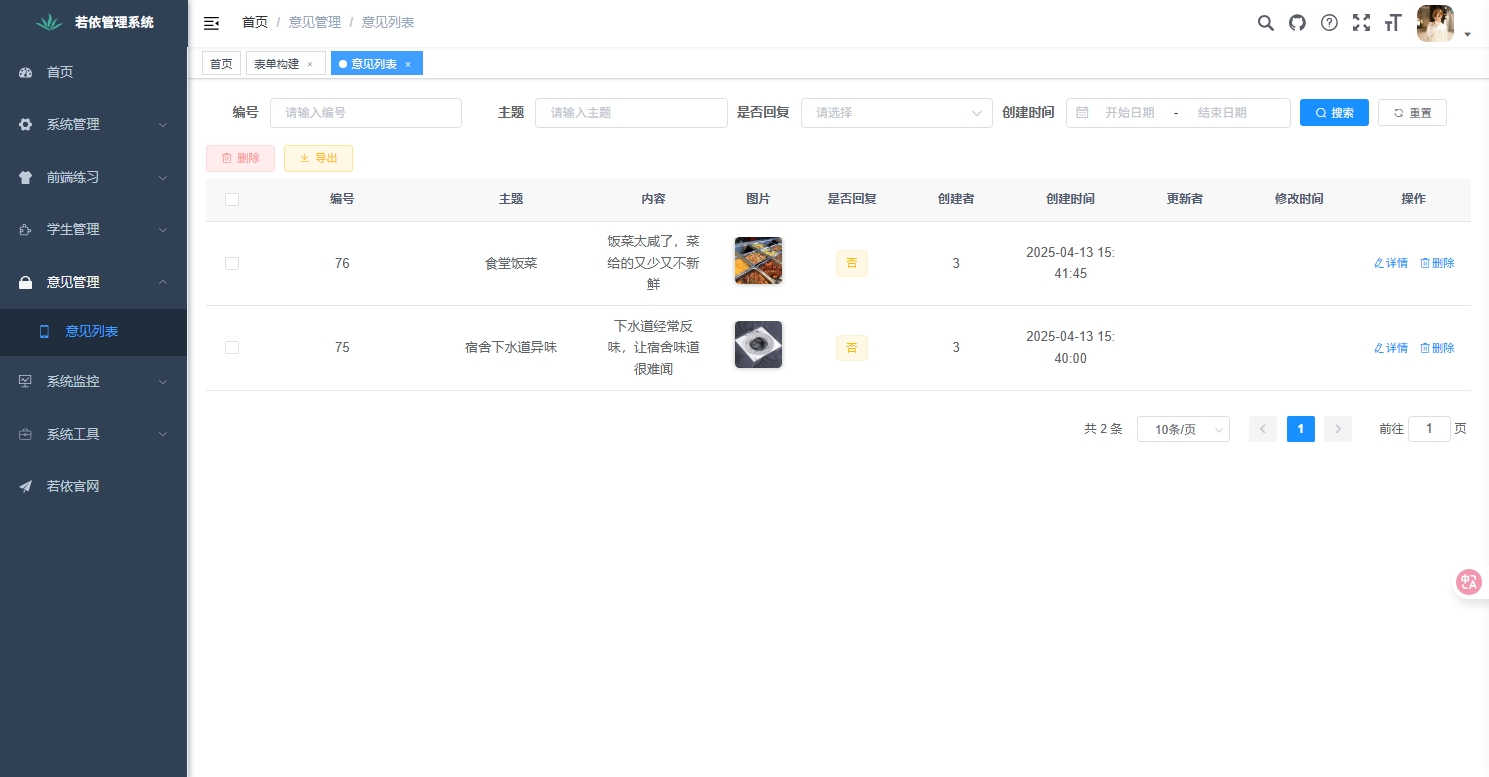 若依管理系统
首页
系统管理
前端练习
学生管理
意见管理
意见列表
系统监控
系统工具
若依官网
首页 / 意见管理 / 意见列表
首页
表单构建 ×
意见列表 ×
编号 请输入编号 主题 请输入主题 是否回复 请选择 创建时间 开始日期 - 结束日期 搜索 重置
删除 导出
编号 主题 内容 图片 是否回复 创建者 创建时间 更新者 修改时间 操作
76
食堂饭菜
饭菜太咸了，菜
给的又少又不新
鲜
否
3
2025-04-13 15:
41:45
详情 删除
75
宿舍下水道异味
下水道经常反
味，让宿舍味道
很难闻
否
3
2025-04-13 15:
40:00
详情 删除
共 2 条 10条/页 1 前往 1 页
中
A